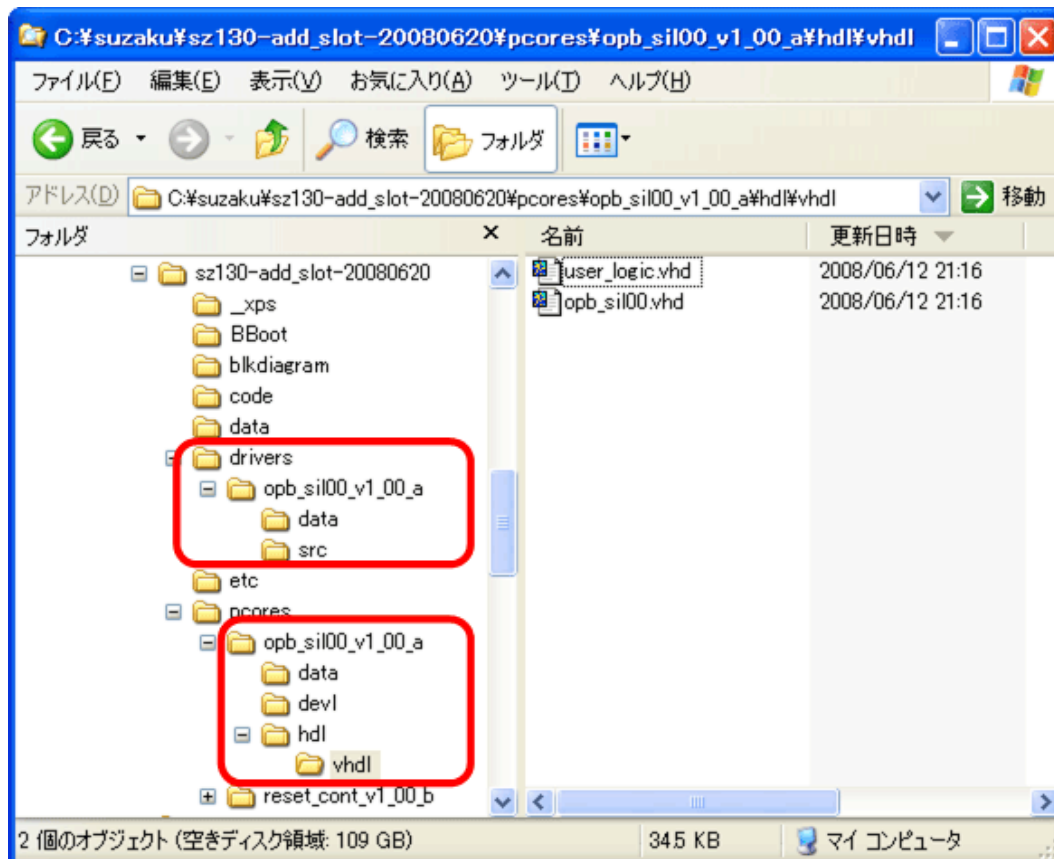 C:¥suzaku¥sz130-add_slot-20080620¥pcores¥opb_sil00_v1_00_a¥hdl¥vhdl
ファイル(F) 編集(E) 表示(V) お気に入り(A) ツール(T) ヘルプ(H)
戻る 検索 フォルダ
アドレス(D) C:¥suzaku¥sz130-add_slot-20080620¥pcores¥opb_sil00_v1_00_a¥hdl¥vhdl 移動
フォルダ × 名前 更新日時
sz130-add_slot-20080620
_xps
BBoot
blkdiagram
code
data
drivers
opb_sil00_v1_00_a
data
src
etc
pcores
opb_sil00_v1_00_a
data
devl
hdl
vhdl
reset_cont_v1_00_b
user_logic.vhd 2008/06/12 21:16
opb_sil00.vhd 2008/06/12 21:16
2 個のオブジェクト (空きディスク領域: 109 GB) 34.5 KB マイ コンピュータ